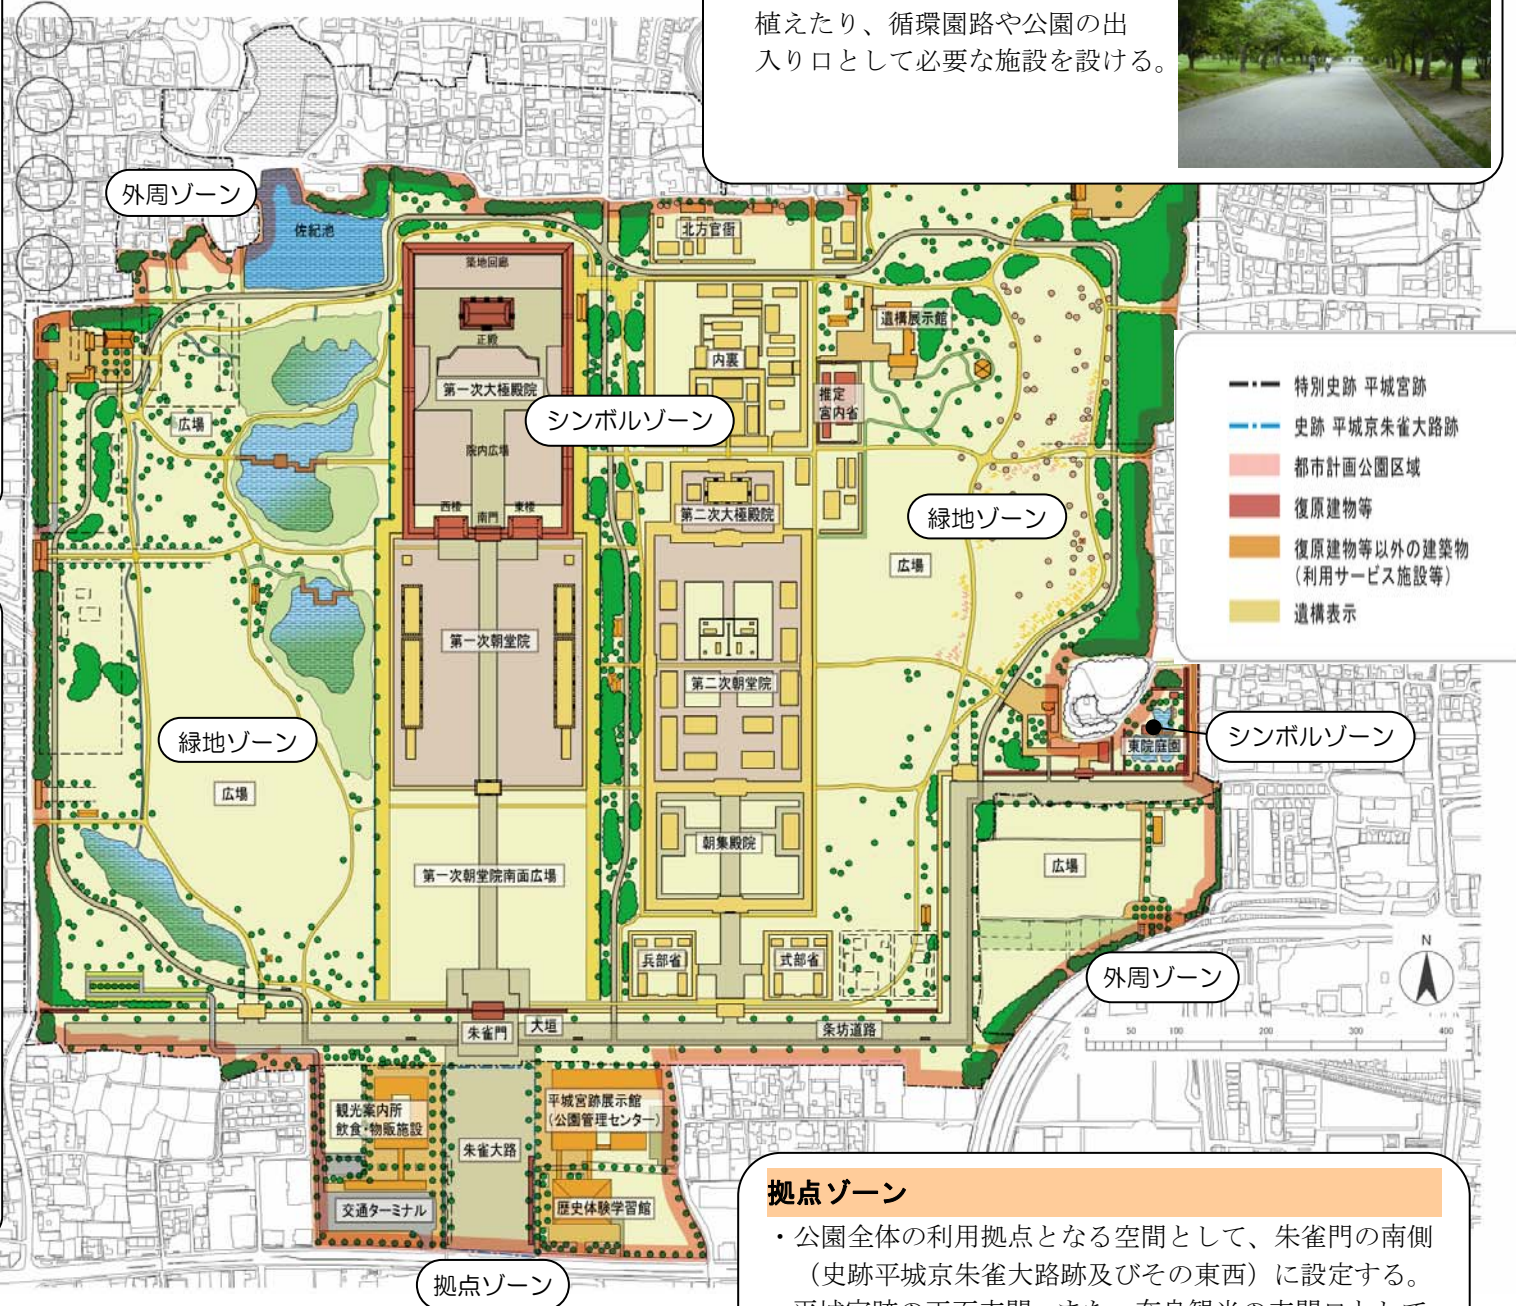 植えたり、循環園路や公園の出
入り口として必要な施設を設ける。
外周ゾーン
佐紀池
北方官衙
築地回廊
正殿
第一次大極殿院
内裏
遺構展示館
推定
宮内省
シンボルゾーン
広場
院内広場
西楼
南門
東楼
第二次大極殿院
緑地ゾーン
広場
特別史跡 平城宮跡
史跡 平城京朱雀大路跡
都市計画公園区域
復原建物等
復原建物等以外の建築物
(利用サービス施設等)
遺構表示
第一次朝堂院
第二次朝堂院
緑地ゾーン
シンボルゾーン
東院庭園
広場
朝集殿院
第一次朝堂院南面広場
広場
兵部省
式部省
外周ゾーン
N
0 50 100 200 300 400
朱雀門
大垣
条坊道路
観光案内所
飲食・物販施設
平城宮跡展示館
(公園管理センター)
朱雀大路
交通ターミナル
歴史体験学習館
拠点ゾーン
拠点ゾーン
・公園全体の利用拠点となる空間として、朱雀門の南側
（史跡平城京朱雀大路跡及びその東西）に設定する。